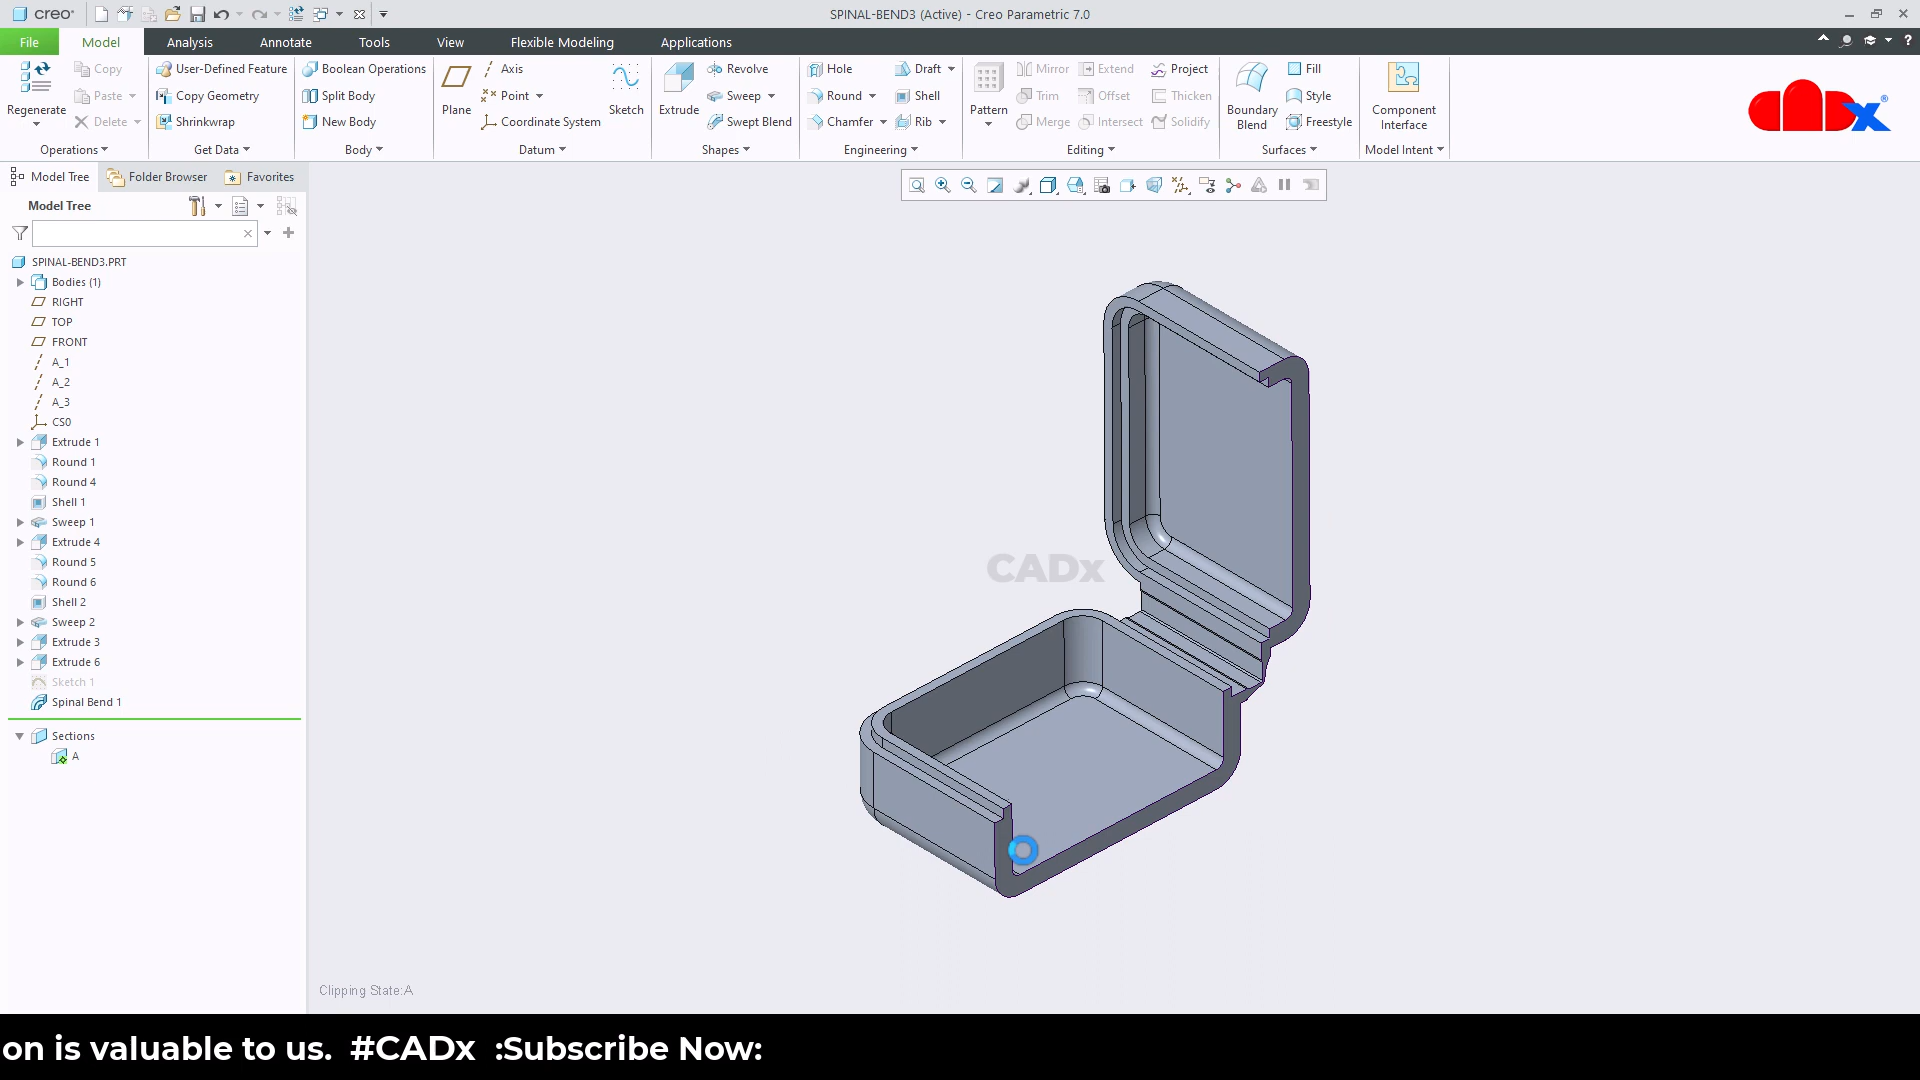 creo®
SPINAL-BEND3 (Active) - Creo Parametric 7.0
File Model Analysis Annotate Tools View Flexible Modeling Applications
Regenerate
Copy
Paste
Delete
Operations
User-Defined Feature
Copy Geometry
Shrinkwrap
Get Data
Boolean Operations
Split Body
New Body
Body
Plane
Axis
Point
Coordinate System
Sketch
Datum
Extrude
Revolve
Sweep
Swept Blend
Shapes
Hole
Round
Chamfer
Draft
Shell
Rib
Engineering
Pattern
Mirror
Trim
Merge
Extend
Offset
Intersect
Project
Thicken
Solidify
Editing
Boundary
Blend
Fill
Style
Freestyle
Surfaces
Component
Interface
Model Intent
CADx®
Model Tree Folder Browser Favorites
Model Tree
SPINAL-BEND3.PRT
Bodies (1)
RIGHT
TOP
FRONT
A_1
A_2
A_3
CS0
Extrude 1
Round 1
Round 4
Shell 1
Sweep 1
Extrude 4
Round 5
Round 6
Shell 2
Sweep 2
Extrude 3
Extrude 6
Sketch 1
Spinal Bend 1
Sections
A
CADx
Clipping State:A
on is valuable to us. #CADx :Subscribe Now: